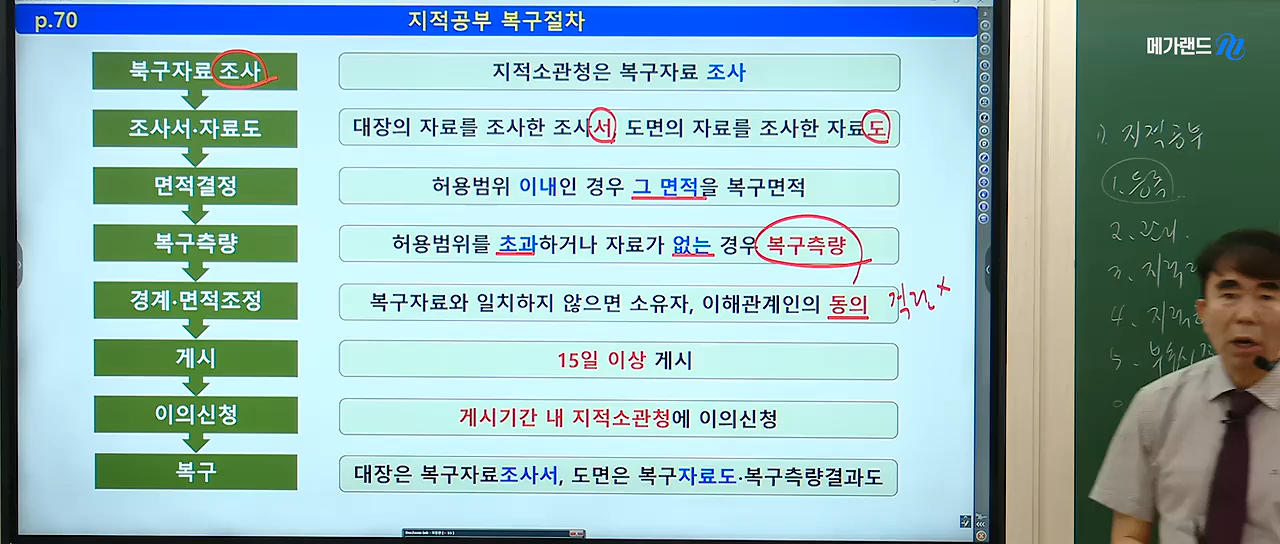 p.70
지적공부 복구절차
메가랜드
북구자료 조사
지적소관청은 복구자료 조사
조사서·자료도
대장의 자료를 조사한 조사서, 도면의 자료를 조사한 자료도
면적결정
허용범위 이내인 경우 그 면적을 복구면적
복구측량
허용범위를 초과하거나 자료가 없는 경우 복구측량
경계·면적조정
복구자료와 일치하지 않으면 소유자, 이해관계인의 동의
게시
15일 이상 게시
이의신청
게시기간 내 지적소관청에 이의신청
복구
대장은 복구자료조사서, 도면은 복구자료도·복구측량결과도
지적공부
1. 등록
2.
3. 지적
4. 지적
5.